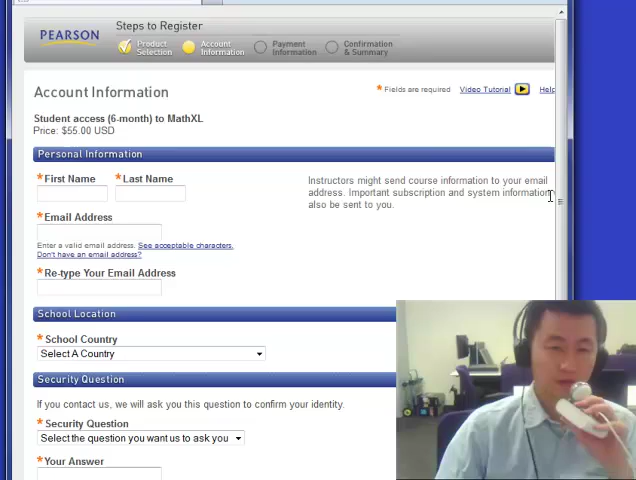 Steps to Register
PEARSON
Product Selection
Account Information
Payment Information
Confirmation & Summary
Account Information
* Fields are required
Video Tutorial
Help
Student access (6-month) to MathXL
Price: $55.00 USD
Personal Information
* First Name
* Last Name
Instructors might send course information to your email
address. Important subscription and system information
also be sent to you.
* Email Address
Enter a valid email address. See acceptable characters.
Don't have an email address?
* Re-type Your Email Address
School Location
* School Country
Select A Country
Security Question
If you contact us, we will ask you this question to confirm your identity.
* Security Question
Select the question you want us to ask you
* Your Answer